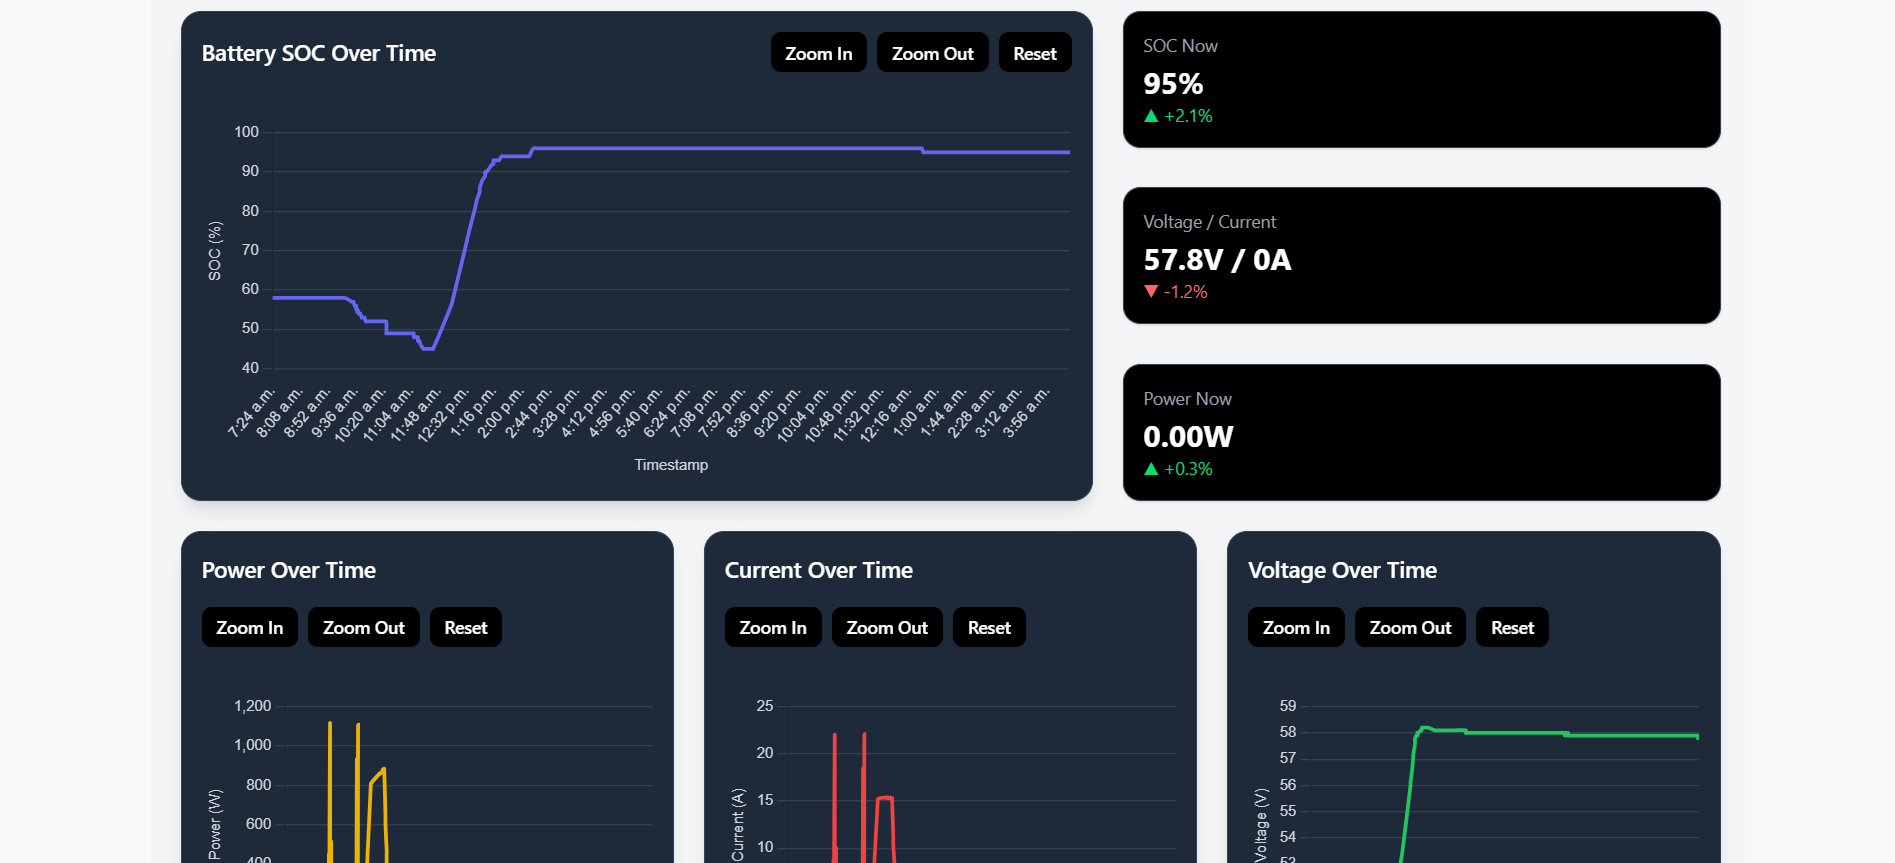 Battery SOC Over Time
Zoom In Zoom Out Reset
100
90
80
70
60
50
40
SOC (%)
7:24 a.m. 8:08 a.m. 8:52 a.m. 9:36 a.m. 10:20 a.m. 11:04 a.m. 11:48 a.m. 12:32 p.m. 1:16 p.m. 2:00 p.m. 2:44 p.m. 3:28 p.m. 4:12 p.m. 4:56 p.m. 5:40 p.m. 6:24 p.m. 7:08 p.m. 7:52 p.m. 8:36 p.m. 9:20 p.m. 10:04 p.m. 10:48 p.m. 11:32 p.m. 12:16 a.m. 1:00 a.m. 1:44 a.m. 2:28 a.m. 3:12 a.m. 3:56 a.m.
Timestamp
SOC Now
95%
▲ +2.1%
Voltage / Current
57.8V / 0A
▼ -1.2%
Power Now
0.00W
▲ +0.3%
Power Over Time
Zoom In Zoom Out Reset
1,200
1,000
800
600
400
Power (W)
Current Over Time
Zoom In Zoom Out Reset
25
20
15
10
Current (A)
Voltage Over Time
Zoom In Zoom Out Reset
59
58
57
56
55
54
53
Voltage (V)